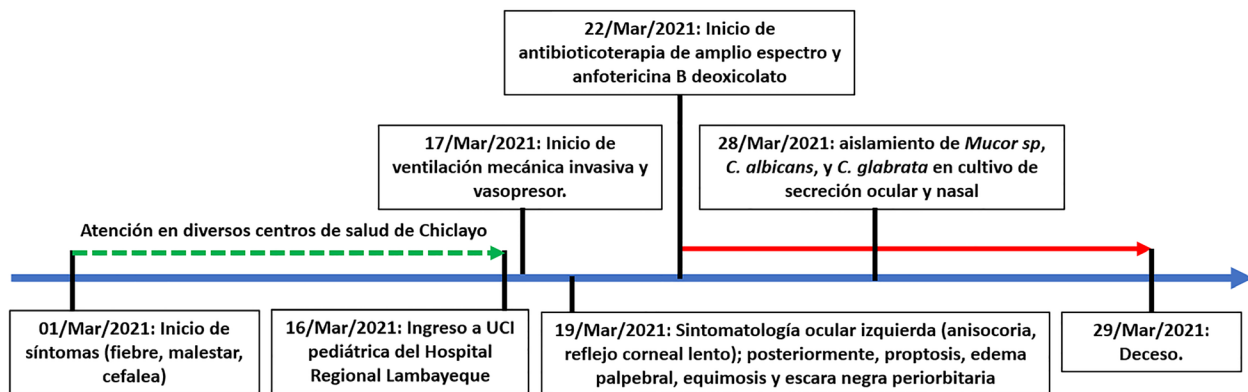 22/Mar/2021: Inicio de
antibioticoterapia de amplio espectro y
anfotericina B deoxicolato
17/Mar/2021: Inicio de
ventilación mecánica invasiva y
vasopresor.
28/Mar/2021: aislamiento de Mucor sp,
C. albicans, y C. glabrata en cultivo de
secreción ocular y nasal
Atención en diversos centros de salud de Chiclayo
01/Mar/2021: Inicio de
síntomas (fiebre, malestar,
cefalea)
16/Mar/2021: Ingreso a UCI
pediátrica del Hospital
Regional Lambayeque
19/Mar/2021: Sintomatología ocular izquierda (anisocoria,
reflejo corneal lento); posteriormente, proptosis, edema
palpebral, equimosis y escara negra periorbitaria
29/Mar/2021:
Deceso.